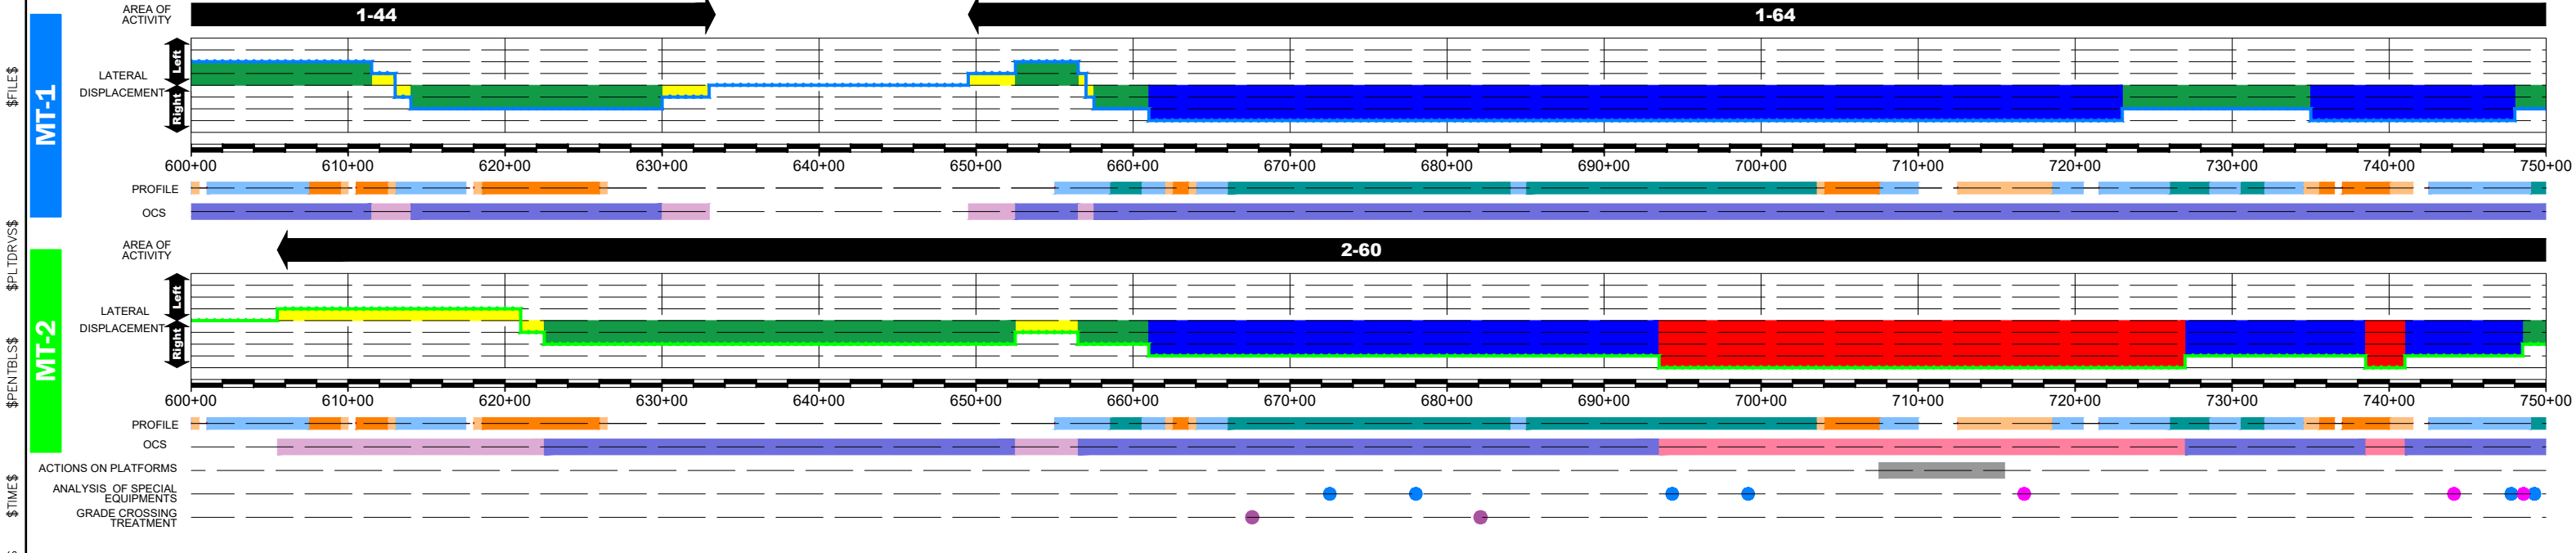 AREA OF
ACTIVITY
1-44
1-64
MT-1
Left
Right
LATERAL
DISPLACEMENT
600+00 610+00 620+00 630+00 640+00 650+00 660+00 670+00 680+00 690+00 700+00 710+00 720+00 730+00 740+00 750+00
PROFILE
OCS
AREA OF
ACTIVITY
2-60
MT-2
Left
Right
LATERAL
DISPLACEMENT
600+00 610+00 620+00 630+00 640+00 650+00 660+00 670+00 680+00 690+00 700+00 710+00 720+00 730+00 740+00 750+00
PROFILE
OCS
ACTIONS ON PLATFORMS
ANALYSIS OF SPECIAL
EQUIPMENTS
GRADE CROSSING
TREATMENT
$FILE$
$PLTDRVS$
$PENTBLS$
$TIME$